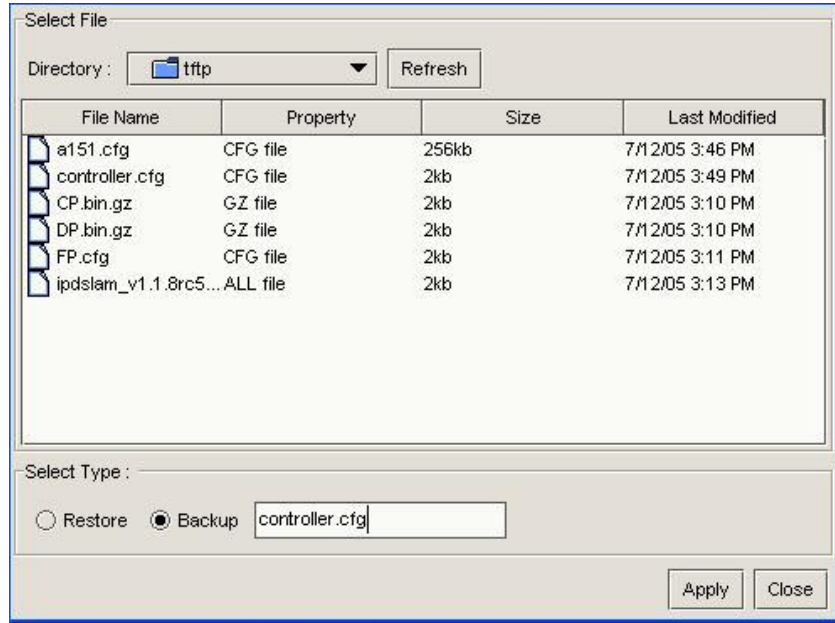 Select File
Directory : tftp Refresh
File Name Property Size Last Modified
a151.cfg CFG file 256kb 7/12/05 3:46 PM
controller.cfg CFG file 2kb 7/12/05 3:49 PM
CP.bin.gz GZ file 2kb 7/12/05 3:10 PM
DP.bin.gz GZ file 2kb 7/12/05 3:10 PM
FP.cfg CFG file 2kb 7/12/05 3:11 PM
ipdslam_v1.1.8rc5... ALL file 2kb 7/12/05 3:13 PM
Select Type :
Restore Backup controller.cfg
Apply Close